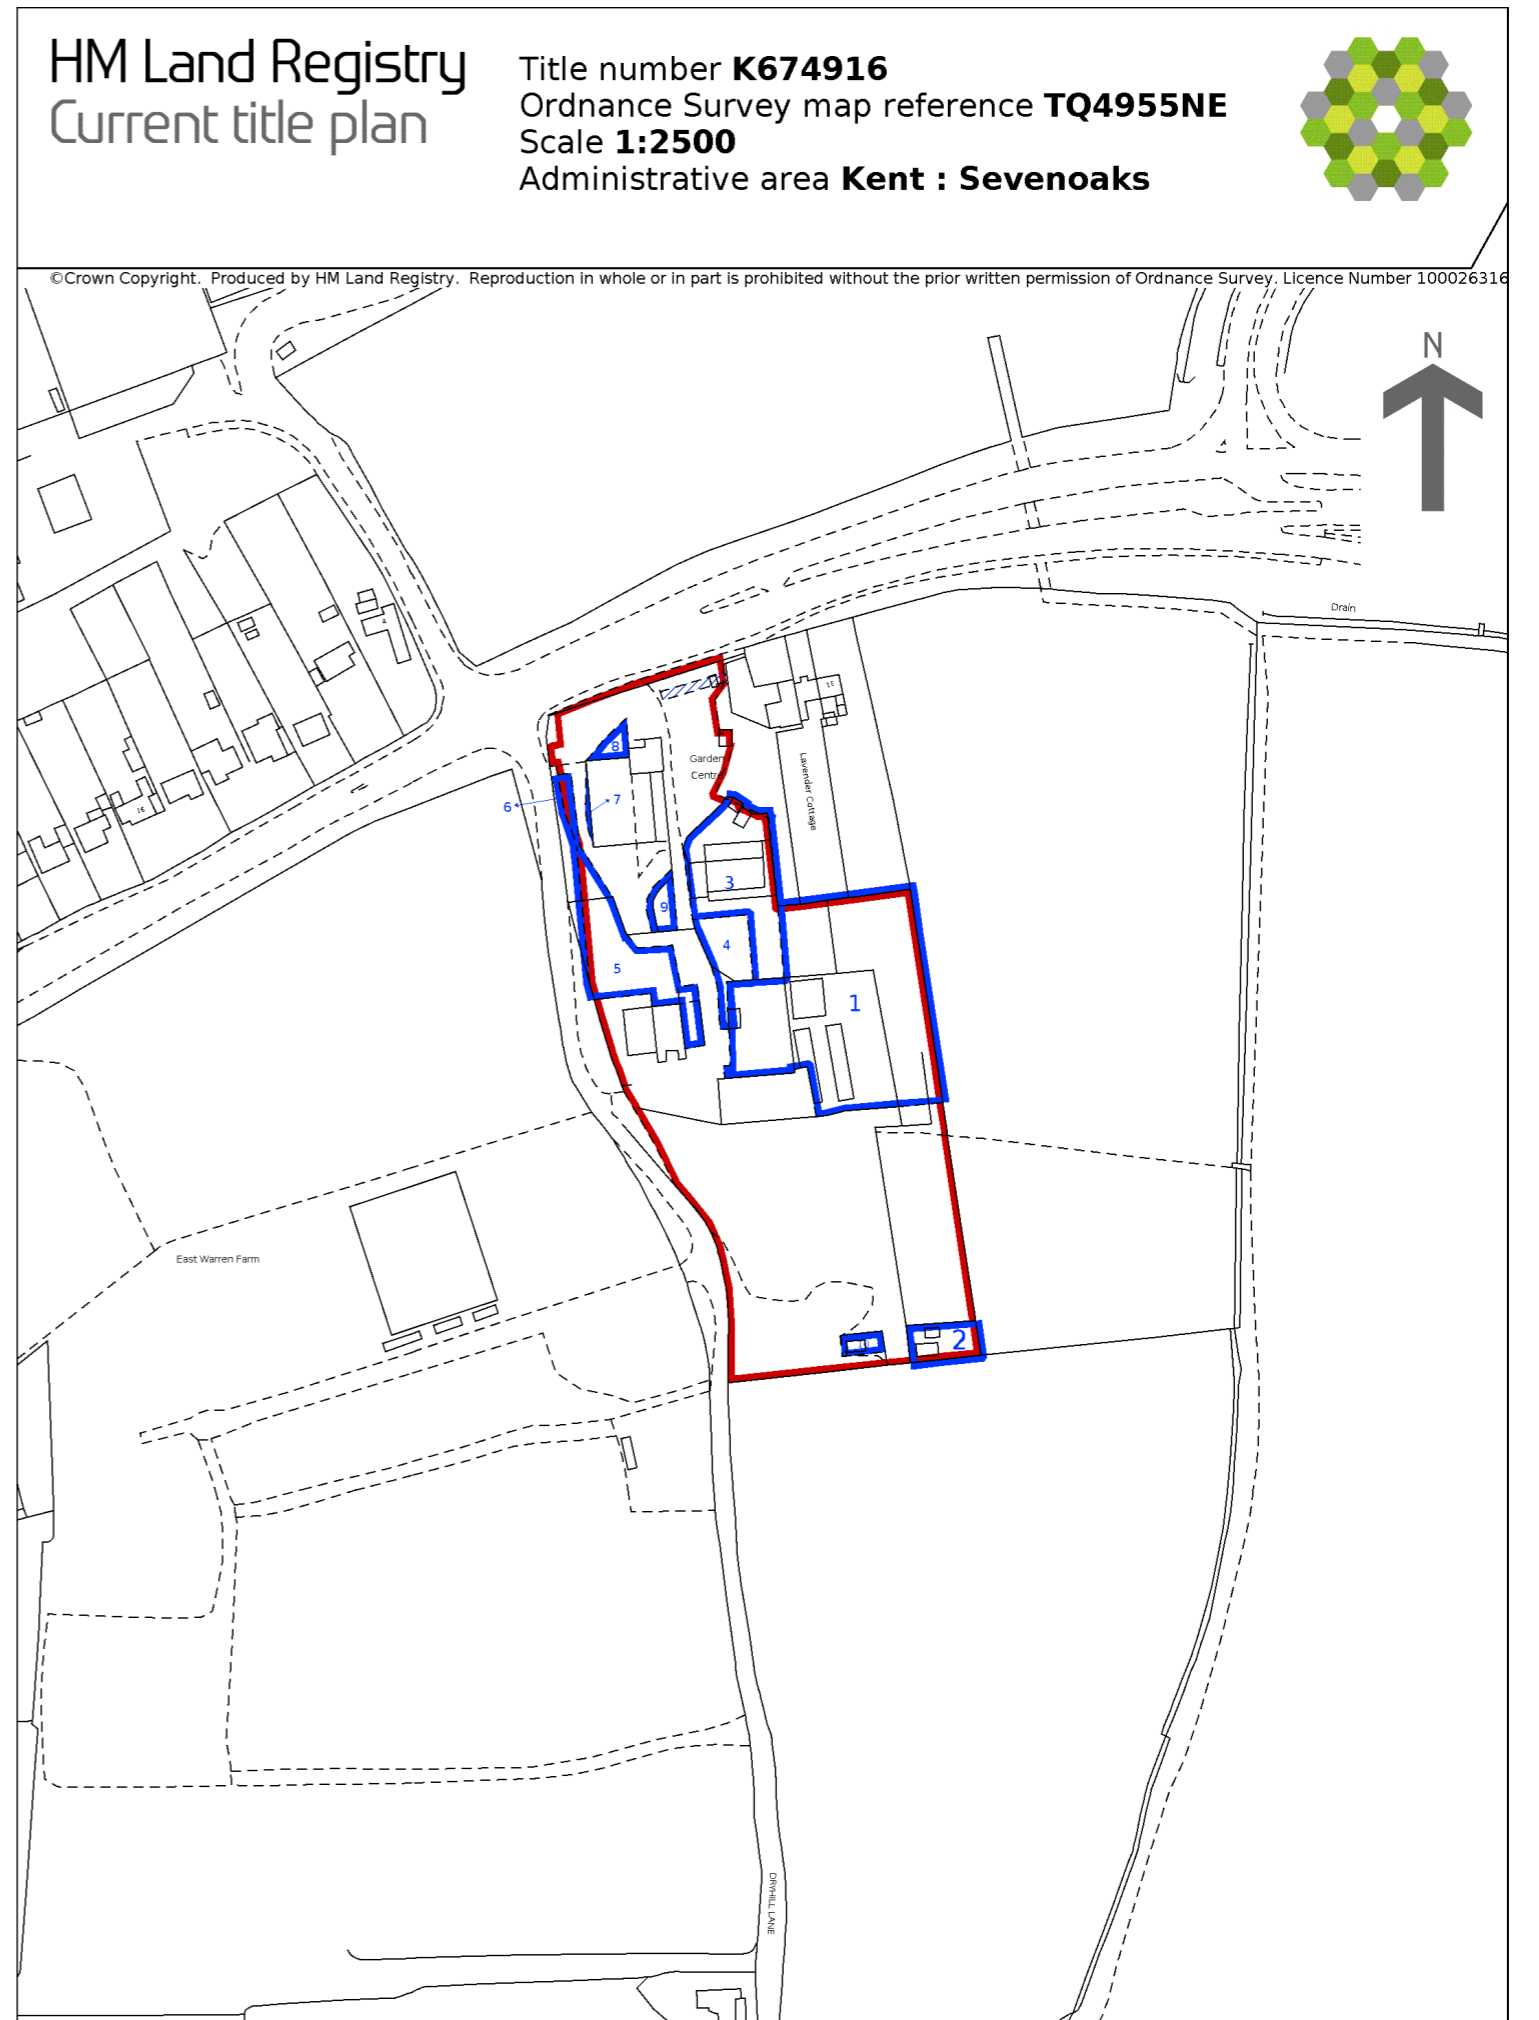 HM Land Registry
Current title plan
Title number K674916
Ordnance Survey map reference TQ4955NE
Scale 1:2500
Administrative area Kent : Sevenoaks
©Crown Copyright. Produced by HM Land Registry. Reproduction in whole or in part is prohibited without the prior written permission of Ordnance Survey. Licence Number 100026316
N
Drain
8
Garden
Centre
Lavender Cottage
6
7
16
3
9
4
5
1
East Warren Farm
2
DRYHILL LANE